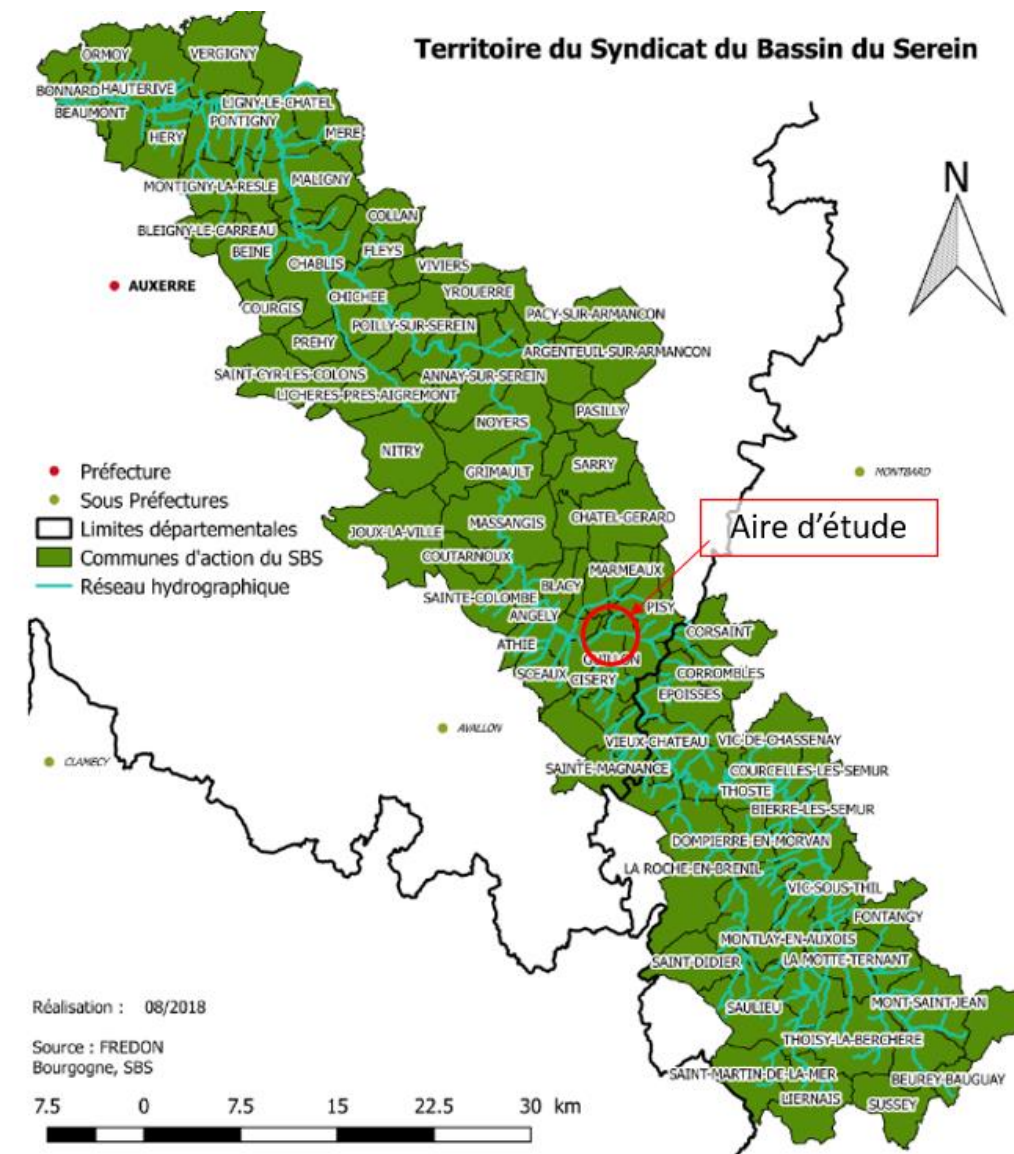 Territoire du Syndicat du Bassin du Serein
ORMOY
VERGIGNY
BONNARD
HAUTERIVE
BEAUMONT
LIGNY-LE-CHATEL
PONTIGNY
HERY
MERE
MONTIGNY-LA-RESLE
MALIGNY
COLLAN
BLEIGNY-LE-CARREAU
BEINE
FLEYS
CHABLIS
VIVIERS
AUXERRE
CHICHEE
YROUERRE
COURGIS
PACY-SUR-ARMANCON
POILLY-SUR-SEREIN
PREHY
ARGENTEUIL-SUR-ARMANCON
SAINT-CYR-LES-COLONS
ANNAY-SUR-SEREIN
LICHERES-PRES-AIGREMONT
PASILLY
NOYERS
NITRY
SARRY
GRIMAULT
N
Préfecture
Sous Préfectures
Limites départementales
Communes d'action du SBS
Réseau hydrographique
MONTBARD
Aire d'étude
MASSANGIS
CHATEL-GERARD
JOUX-LA-VILLE
COUTARNOUX
MARMEAUX
BLACY
SAINTE-COLOMBE
PISY
ANGELY
CORSAINT
ATHIE
GUILLON
SCEAUX
CISERY
CORROMBLES
EPOISSES
AVALLON
CLAMECY
VIEUX-CHATEAU
VIC-DE-CHASSENAY
SAINTE-MAGNANCE
COURCELLES-LES-SEMUR
THOSTE
BIERRE-LES-SEMUR
DOMPIERRE-EN-MORVAN
LA ROCHE-EN-BRENIL
VIC-SOUS-THIL
FONTANGY
MONTLAY-EN-AUXOIS
SAINT-DIDIER
LA MOTTE-TERNANT
SAULIEU
MONT-SAINT-JEAN
THOISY-LA-BERCHERE
SAINT-MARTIN-DE-LA-MER
BEUREY-BAUGUAY
LIERNAIS
SUSSEY
Réalisation : 08/2018
Source : FREDON
Bourgogne, SBS
7.5 0 7.5 15 22.5 30 km